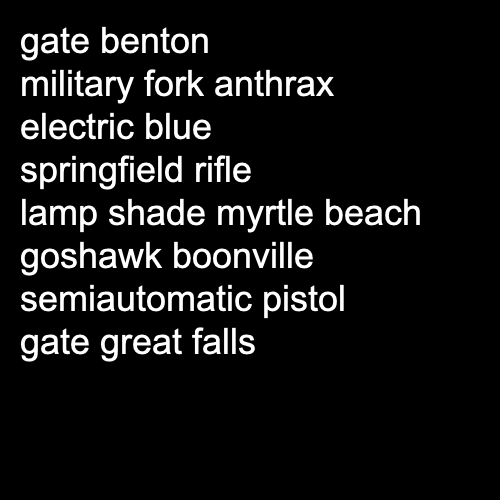 gate benton
military fork anthrax
electric blue
springfield rifle
lamp shade myrtle beach
goshawk boonville
semiautomatic pistol
gate great falls